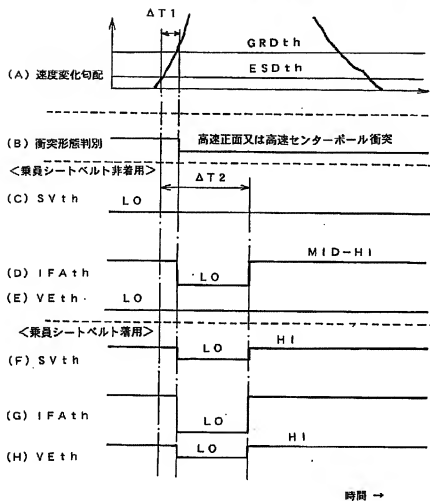 ΔT1
GRDth
(A) 速度変化勾配
ESDth
(B) 衝突形態判別
高速正面又は高速センターポール衝突
<乗員シートベルト非着用>
ΔT2
(C) SVth
LO
MID-HI
(D) IFAth
LO
(E) VEth
LO
<乗員シートベルト着用>
HI
(F) SVth
LO
(G) IFAth
LO
HI
(H) VEth
LO
時間 →